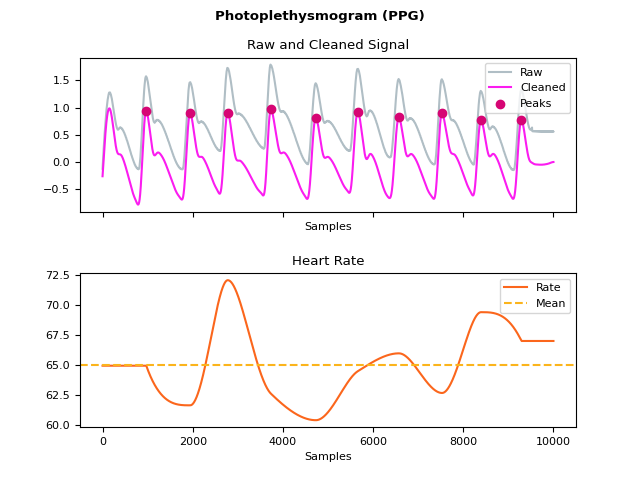 Photoplethysmogram (PPG)
Raw and Cleaned Signal
1.5
1.0
0.5
0.0
−0.5
Raw
Cleaned
Peaks
Samples
Heart Rate
72.5
70.0
67.5
65.0
62.5
60.0
Rate
Mean
0
2000
4000
6000
8000
10000
Samples